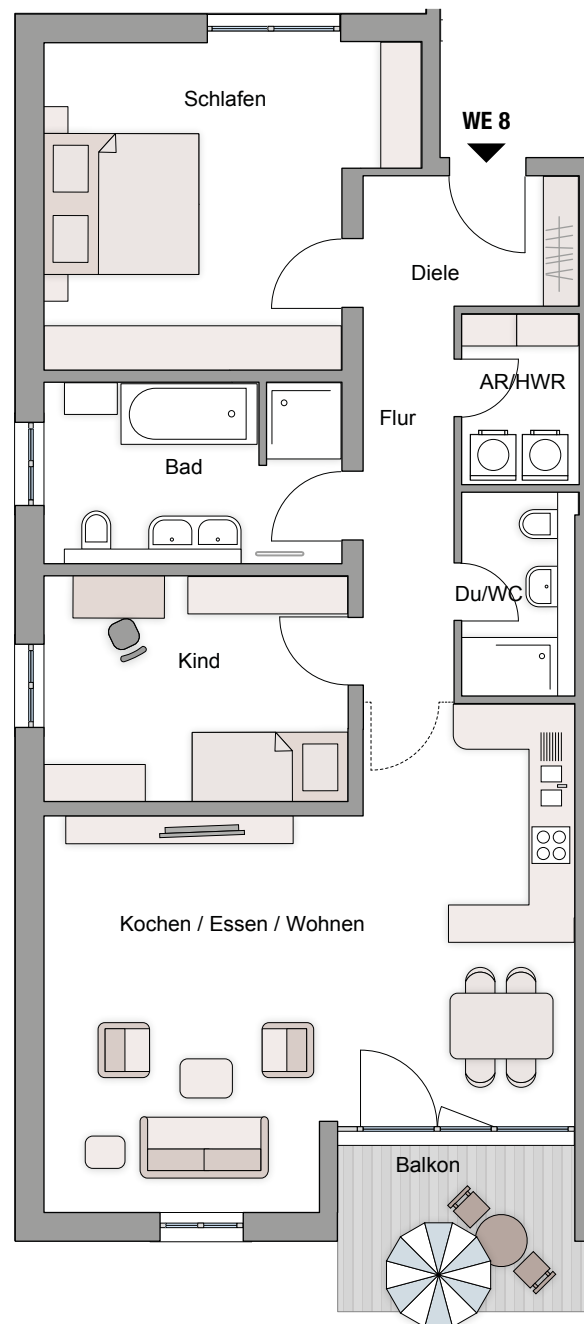 Schlafen
WE 8
Diele
AR/HWR
Flur
Bad
Du/WC
Kind
Kochen / Essen / Wohnen
Balkon